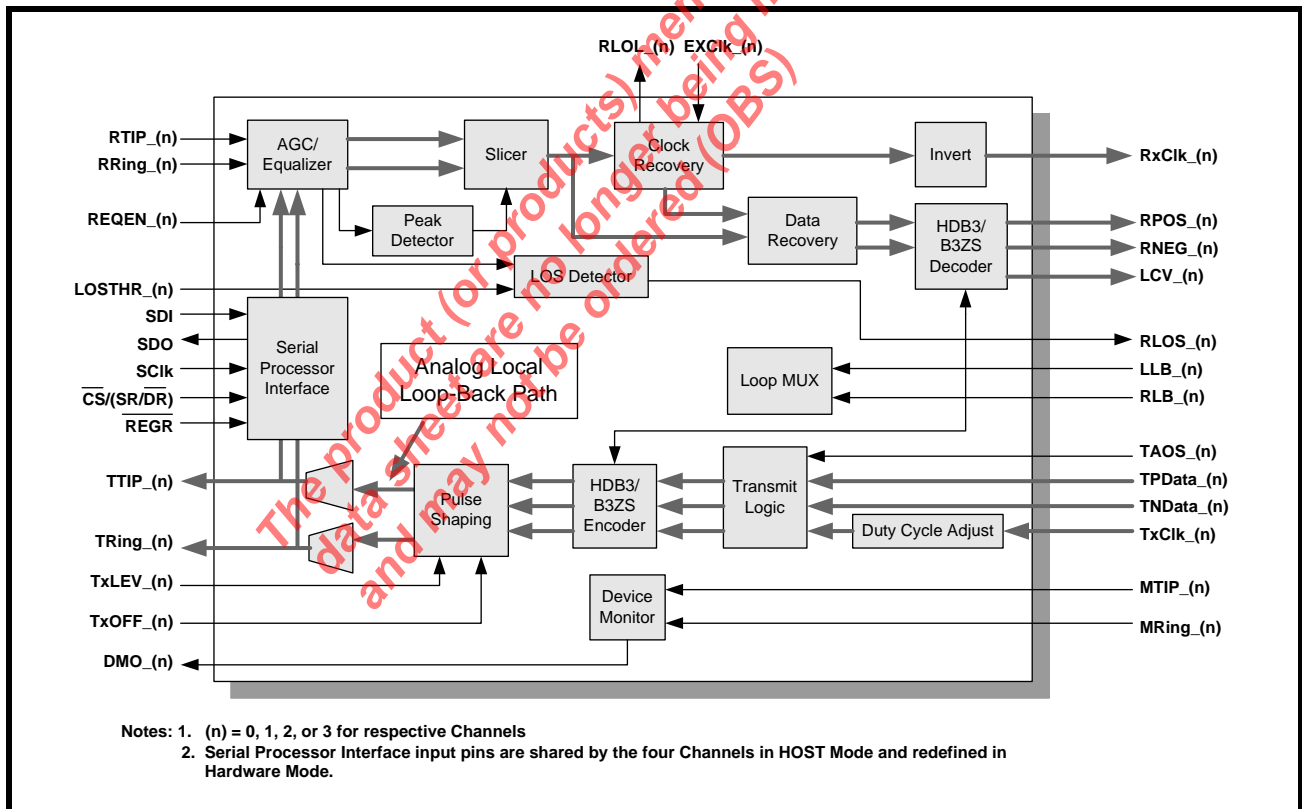 RLOL_(n) EXClk_(n)
RTIP_(n)
RRing_(n)
REQEN_(n)
AGC/
Equalizer
Peak
Detector
Slicer
Clock
Recovery
Invert
RxClk_(n)
Data
Recovery
HDB3/
B3ZS
Decoder
RPOS_(n)
RNEG_(n)
LCV_(n)
LOSTHR_(n)
LOS Detector
RLOS_(n)
SDI
SDO
SClk
CS/(SR/DR)
REGR
Serial
Processor
Interface
Analog Local
Loop-Back Path
Loop MUX
LLB_(n)
RLB_(n)
TTIP_(n)
TRing_(n)
TxLEV_(n)
TxOFF_(n)
DMO_(n)
Pulse
Shaping
HDB3/
B3ZS
Encoder
Transmit
Logic
Duty Cycle Adjust
TAOS_(n)
TPData_(n)
TNData_(n)
TxClk_(n)
Device
Monitor
MTIP_(n)
MRing_(n)
The product (or products)
data sheet are no longer being
and may not be ordered (OBS)
Notes: 1. (n) = 0, 1, 2, or 3 for respective Channels
2. Serial Processor Interface input pins are shared by the four Channels in HOST Mode and redefined in
Hardware Mode.